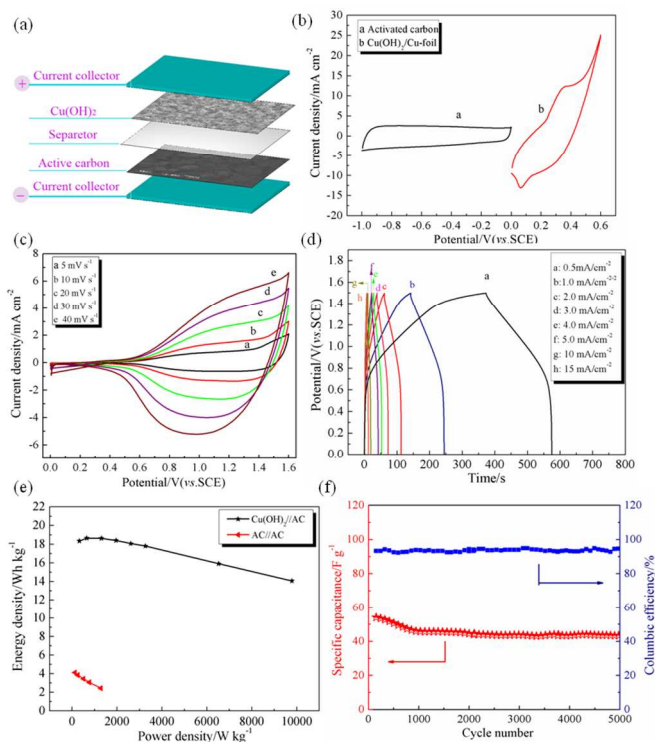 (a)
+ Current collector
Cu(OH)2
Separetor
Active carbon
− Current collector
(b)
a Activated carbon
b Cu(OH)2/Cu-foil
Current density/mA cm-2
25
20
15
10
5
0
-5
-10
-15
-20
a
b
-1.0 -0.8 -0.6 -0.4 -0.2 0.0 0.2 0.4 0.6
Potential/V(vs.SCE)
(c)
a 5 mV s-1
b 10 mV s-1
c 20 mV s-1
d 30 mV s-1
e 40 mV s-1
Current density/mA cm-2
8
6
4
2
0
-2
-4
-6
e
d
c
b
a
0.0 0.2 0.4 0.6 0.8 1.0 1.2 1.4 1.6
Potential/V(vs.SCE)
(d)
Potential/V(vs.SCE)
1.8
1.6
1.4
1.2
1.0
0.8
0.6
0.4
0.2
0.0
f
e
g
h d c b a
a: 0.5mA/cm-2
b:1.0 mA/cm-2-2
c: 2.0 mA/cm-2
d: 3.0 mA/cm-2
e: 4.0 mA/cm-2
f: 5.0 mA/cm-2
g: 10 mA/cm-2
h: 15 mA/cm-2
0 100 200 300 400 500 600 700 800
Time/s
(e)
Energy density/Wh kg-1
22
20
18
16
14
12
10
8
6
4
2
0
Cu(OH)2//AC
AC//AC
0 2000 4000 6000 8000 10000
Power density/W kg-1
(f)
Specific capacitance/F g-1
120
100
80
60
40
20
0
Columbic efficiency/%
120
100
80
60
40
20
0
0 1000 2000 3000 4000 5000
Cycle number